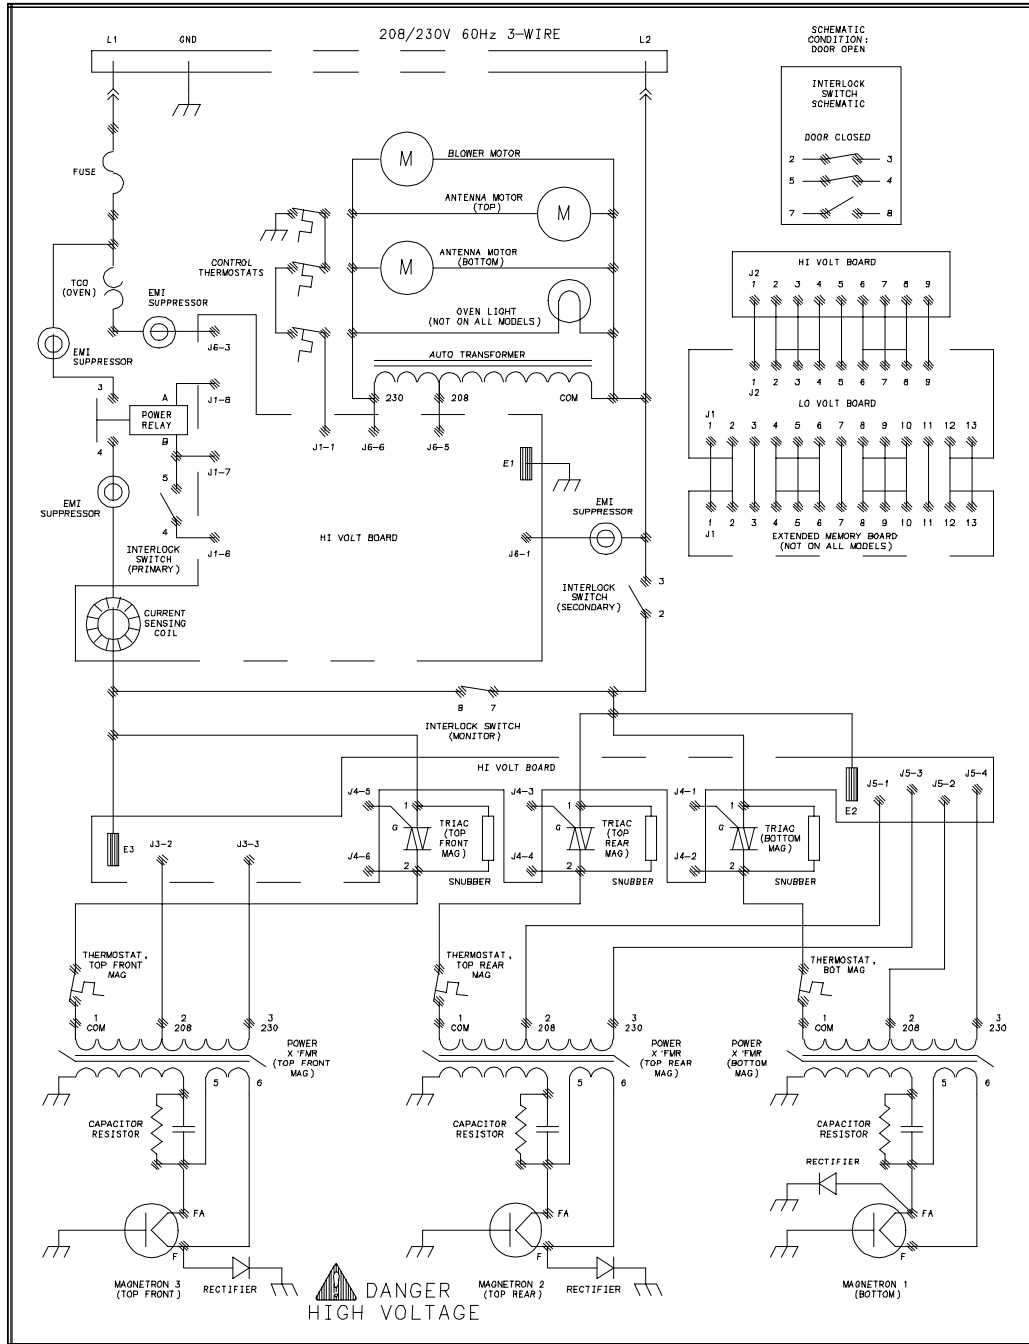 208/230V 60Hz 3-WIRE
L1
GND
L2
SCHEMATIC
CONDITION:
DOOR OPEN
INTERLOCK
SWITCH
SCHEMATIC
DOOR CLOSED
2 3
5 4
7 8
FUSE
BLOWER MOTOR
M
ANTENNA MOTOR
(TOP)
M
ANTENNA MOTOR
(BOTTOM)
M
CONTROL
THERMOSTATS
TCO
(OVEN)
EMI
SUPPRESSOR
OVEN LIGHT
(NOT ON ALL MODELS)
J6-3
EMI
SUPPRESSOR
AUTO TRANSFORMER
230
208
COM
3
A
J1-8
POWER
RELAY
B
4
J1-1
J6-6
J6-5
5
J1-7
E1
EMI
SUPPRESSOR
4
J1-6
INTERLOCK
SWITCH
(PRIMARY)
HI VOLT BOARD
J6-1
EMI
SUPPRESSOR
3
INTERLOCK
SWITCH
(SECONDARY)
2
CURRENT
SENSING
COIL
HI VOLT BOARD
J2
1 2 3 4 5 6 7 8 9
1 2 3 4 5 6 7 8 9
J2
LO VOLT BOARD
J1
1 2 3 4 5 6 7 8 9 10 11 12 13
1 2 3 4 5 6 7 8 9 10 11 12 13
J1
EXTENDED MEMORY BOARD
(NOT ON ALL MODELS)
8 7
INTERLOCK SWITCH
(MONITOR)
HI VOLT BOARD
J4-5
1
G
TRIAC
(TOP
FRONT
MAG)
J4-6
2
SNUBBER
J4-3
1
G
TRIAC
(TOP
REAR
MAG)
J4-4
2
SNUBBER
J4-1
1
G
TRIAC
(BOTTOM
MAG)
J4-2
2
SNUBBER
E2
J5-1
J5-3
J5-2
J5-4
E3
J3-2
J3-3
THERMOSTAT,
TOP FRONT
MAG
THERMOSTAT,
TOP REAR
MAG
THERMOSTAT,
BOT MAG
1
COM
2
208
3
230
1
COM
2
208
3
230
1
COM
2
208
3
230
POWER
X'FMR
(TOP FRONT
MAG)
POWER
X'FMR
(TOP REAR
MAG)
POWER
X'FMR
(BOTTOM
MAG)
5 6
5 6
5 6
CAPACITOR
RESISTOR
CAPACITOR
RESISTOR
CAPACITOR
RESISTOR
RECTIFIER
FA
F
FA
F
FA
F
MAGNETRON 3
(TOP FRONT)
RECTIFIER
MAGNETRON 2
(TOP REAR)
RECTIFIER
MAGNETRON 1
(BOTTOM)
DANGER
HIGH VOLTAGE